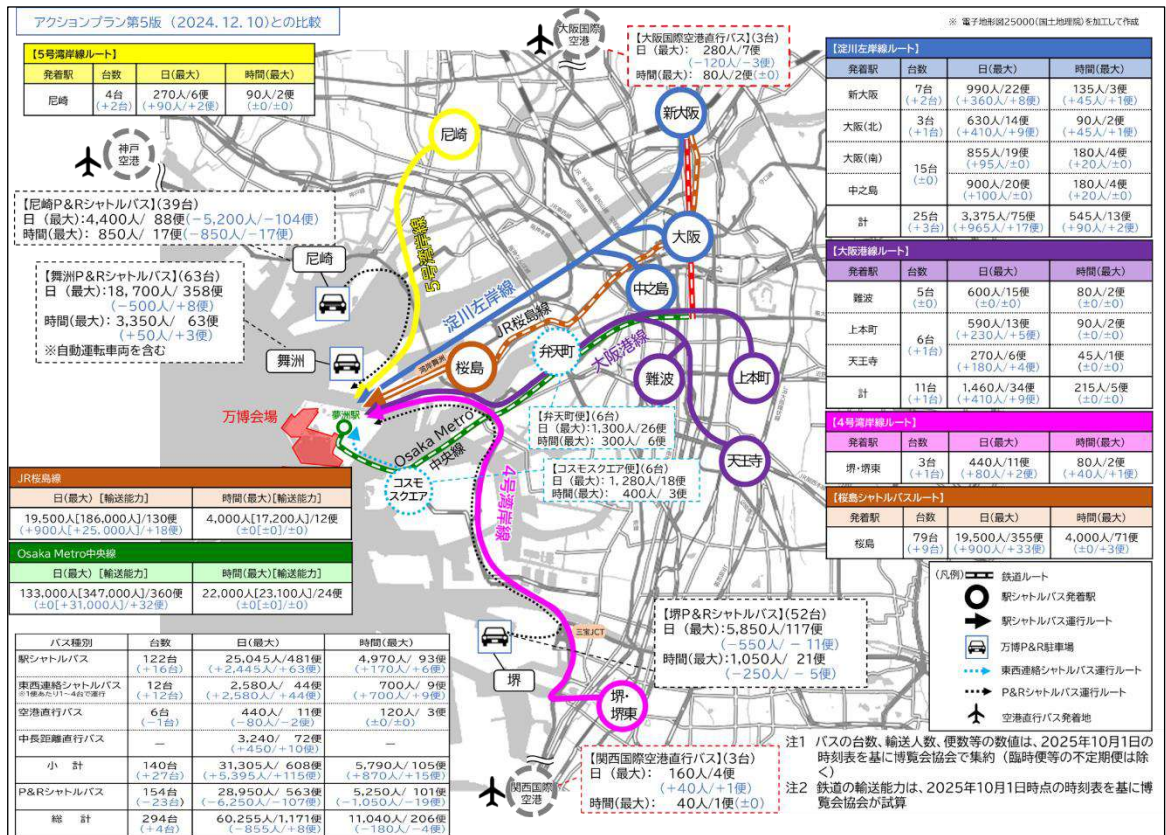 アクションプラン第5版（2024.12.10）との比較
※ 電子地形図25000（国土地理院）を加工して作成
【5号湾岸線ルート】
発着駅 台数 日（最大） 時間（最大）
尼崎 4台 270人/6便 90人/2便
(+2台) (+90人/+2便) (±0/±0)
大阪国際空港
【大阪国際空港直行バス】(3台)
日（最大）： 280人/7便
(-120人/-3便)
時間(最大)： 80人/2便(±0)
神戸空港
【尼崎P&Rシャトルバス】(39台)
日（最大）:4,400人/ 88便(-5,200人/-104便)
時間(最大)： 850人/ 17便(-850人/-17便)
尼崎
【舞洲P&Rシャトルバス】(63台)
日（最大）:18,700人/ 358便
(-500人/+8便)
時間(最大)： 3,350人/ 63便
(+50人/+3便)
※自動運転車両を含む
舞洲
尼崎
新大阪
大阪
中之島
弁天町
桜島
難波
上本町
天王寺
コスモスクエア
堺・堺東
堺
5号湾岸線
淀川左岸線
JR桜島線
大阪港線
湾岸舞洲
Osaka Metro
中央線
4号湾岸線
三宝JCT
万博会場
夢洲駅
【弁天町便】(6台)
日（最大）： 1,300人/26便
時間(最大)： 300人/ 6便
【コスモスクエア便】(6台)
日（最大）： 1,280人/18便
時間(最大)： 400人/ 3便
【堺P&Rシャトルバス】(52台)
日（最大）:5,850人/117便
(-550人/ - 11便)
時間(最大)：1,050人/ 21便
(-250人/ - 5便)
関西国際空港
【関西国際空港直行バス】(3台)
日（最大）： 160人/4便
(+40人/+1便)
時間(最大)： 40人/1便(±0)
JR桜島線
日(最大) [輸送能力] 時間(最大) [輸送能力]
19,500人[186,000人]/130便 4,000人[17,200人]/12便
(+900人[+25,000人]/+18便) (±0[±0]/±0)
Osaka Metro中央線
日(最大) [輸送能力] 時間(最大) [輸送能力]
133,000人[347,000人]/360便 22,000人[23,100人]/24便
(±0[+31,000人]/+32便) (±0[±0]/±0)
バス種別 台数 日(最大) 時間(最大)
駅シャトルバス 122台 25,045人/481便 4,970人/ 93便
(+16台) (+2,445人/+63便) (+170人/+6便)
東西連絡シャトルバス 12台 2,580人/ 44便 700人/ 9便
※1便あたり1～4台で運行 (+12台) (+2,580人/+44便) (+700人/+9便)
空港直行バス 6台 440人/ 11便 120人/ 3便
(-1台) (-80人/-2便) (±0/±0)
中長距離直行バス － 3,240人/ 72便 －
(+450/+10便)
小 計 140台 31,305人/ 608便 5,790人/105便
(+27台) (+5,395人/+115便) (+870人/+15便)
P&Rシャトルバス 154台 28,950人/ 563便 5,250人/101便
(-23台) (-6,250人/-107便) (-1,050人/-19便)
総 計 294台 60,255人/1,171便 11,040人/206便
(+4台) (-855人/+8便) (-180人/-4便)
【淀川左岸線ルート】
発着駅 台数 日(最大) 時間(最大)
新大阪 7台 990人/22便 135人/3便
(+2台) (+360人/+8便) (+45人/+1便)
大阪(北) 3台 630人/14便 90人/2便
(+1台) (+410人/+9便) (+45人/+1便)
大阪(南) 855人/19便 180人/4便
15台 (+95人/±0) (+20人/±0)
中之島 (±0) 900人/20便 180人/4便
(+100人/±0) (+20人/±0)
計 25台 3,375人/75便 545人/13便
(+3台) (+965人/+17便) (+90人/+2便)
【大阪港線ルート】
発着駅 台数 日(最大) 時間(最大)
難波 5台 600人/15便 80人/2便
(±0) (±0/±0) (±0/±0)
上本町 590人/13便 90人/2便
6台 (+230人/+5便) (±0/±0)
天王寺 (+1台) 270人/6便 45人/1便
(+180人/+4便) (±0/±0)
計 11台 1,460人/34便 215人/5便
(+1台) (+410人/+9便) (±0/±0)
【4号湾岸線ルート】
発着駅 台数 日(最大) 時間(最大)
堺・堺東 3台 440人/11便 80人/2便
(+1台) (+80人/+2便) (+40人/+1便)
【桜島シャトルバスルート】
発着駅 台数 日(最大) 時間(最大)
桜島 79台 19,500人/355便 4,000人/71便
(+9台) (+900人/+33便) (±0/+3便)
(凡例) 鉄道ルート
駅シャトルバス発着駅
駅シャトルバス運行ルート
万博P&R駐車場
東西連絡シャトルバス運行ルート
P&Rシャトルバス運行ルート
空港直行バス発着地
注1 バスの台数、輸送人数、便数等の数値は、2025年10月1日の
時刻表を基に博覧会協会で集約（臨時便等の不定期便は除
く）
注2 鉄道の輸送能力は、2025年10月1日時点の時刻表を基に博
覧会協会が試算